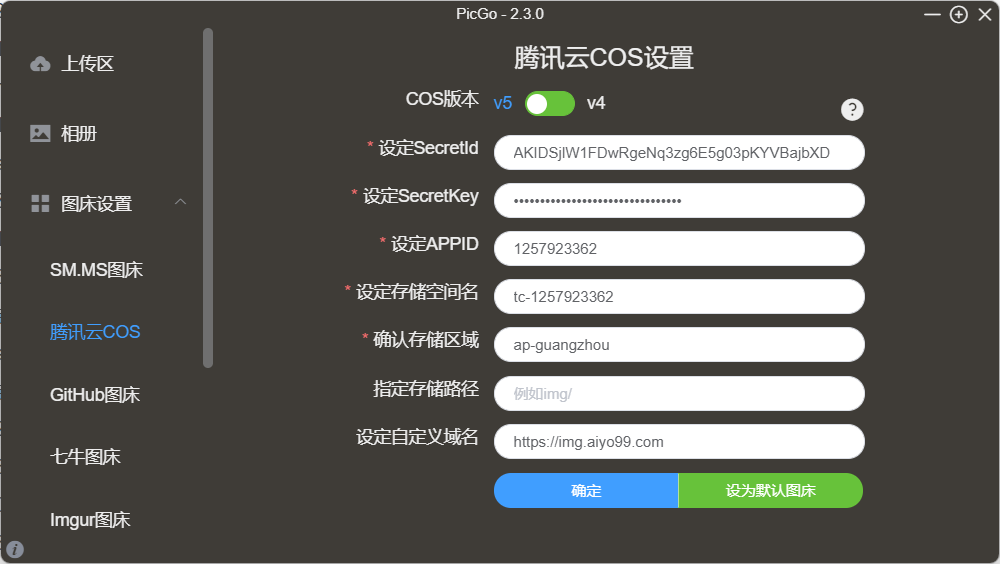 PicGo - 2.3.0
上传区
相册
图床设置
SM.MS图床
腾讯云COS
GitHub图床
七牛图床
Imgur图床
腾讯云COS设置
COS版本 v5 v4
* 设定SecretId AKIDSjlW1FDwRgeNq3zg6E5g03pKYVBajbXD
* 设定SecretKey ••••••••••••••••••••••••••••••••
* 设定APPID 1257923362
* 设定存储空间名 tc-1257923362
* 确认存储区域 ap-guangzhou
指定存储路径 例如img/
设定自定义域名 https://img.aiyo99.com
确定 设为默认图床